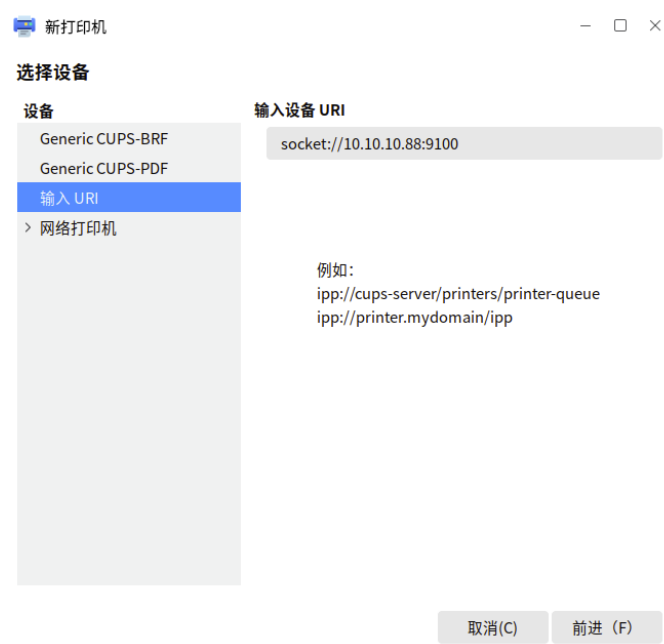 新打印机
选择设备
设备
Generic CUPS-BRF
Generic CUPS-PDF
输入 URI
网络打印机
输入设备 URI
socket://10.10.10.88:9100
例如：
ipp://cups-server/printers/printer-queue
ipp://printer.mydomain/ipp
取消(C)
前进（F）